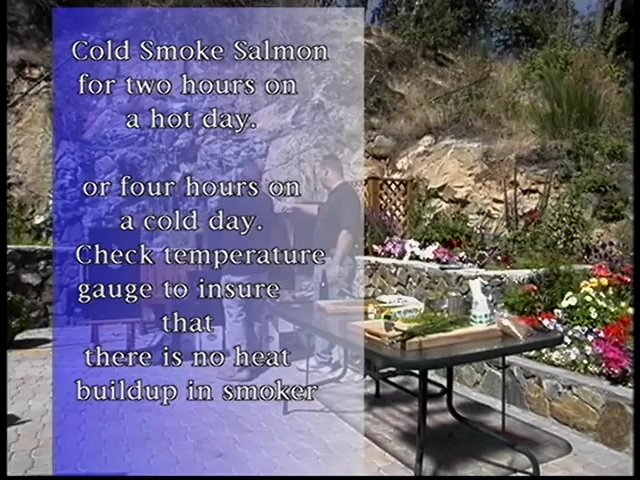 Cold Smoke Salmon
for two hours on
a hot day.
or four hours on
a cold day.
Check temperature
gauge to insure
that
there is no heat
buildup in smoker